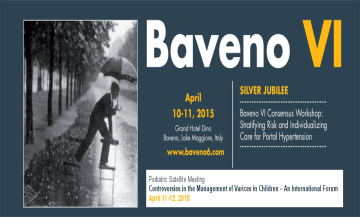 Baveno VI
April
10-11, 2015
Grand Hotel Dino
Baveno, Lake Maggiore, Italy
www.baveno6.com
SILVER JUBILEE
Baveno VI Consensus Workshop:
Stratifying Risk and Individualizing
Care for Portal Hypertension
Pediatric Satellite Meeting
Controversies in the Management of Varices in Children – An International Forum
April 11-12, 2015